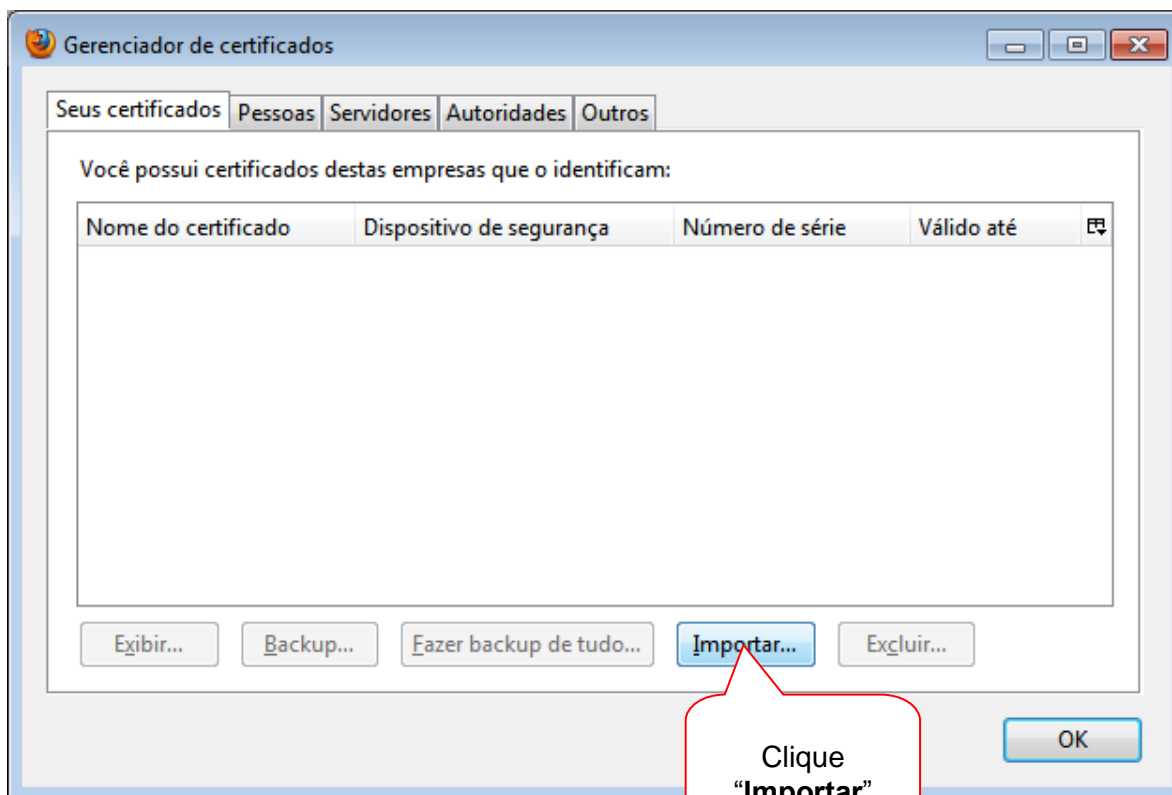 Gerenciador de certificados
Seus certificados Pessoas Servidores Autoridades Outros
Você possui certificados destas empresas que o identificam:
Nome do certificado Dispositivo de segurança Número de série Válido até
Exibir... Backup... Fazer backup de tudo... Importar... Excluir...
OK
Clique
“Importar”